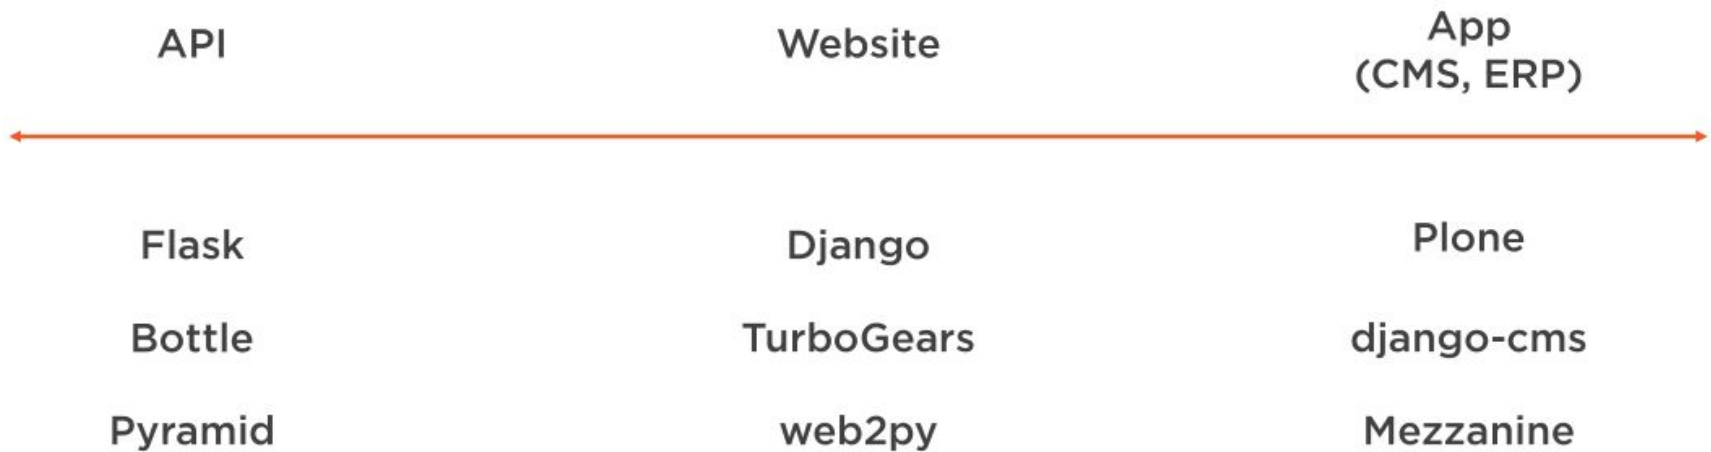 API
Website
App
(CMS, ERP)
Flask
Django
Plone
Bottle
TurboGears
django-cms
Pyramid
web2py
Mezzanine